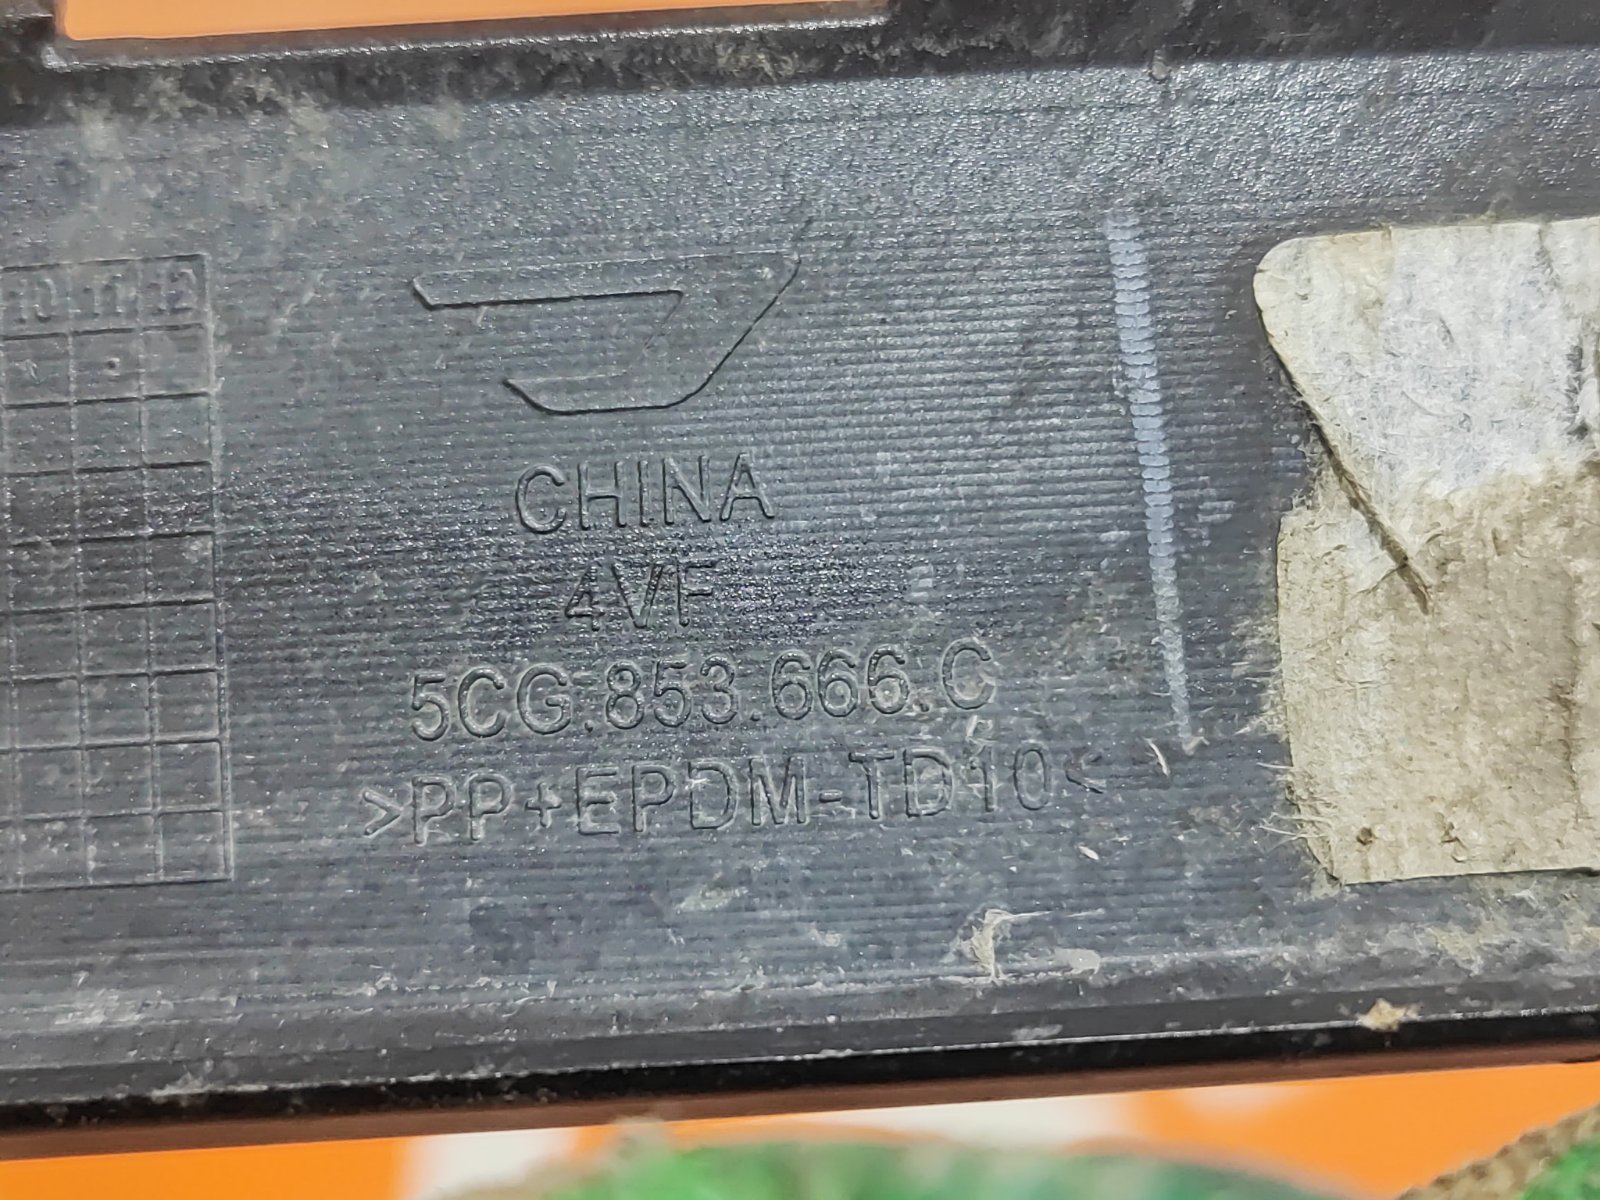 10 11 12
CHINA
4VF
5CG.853.666.C
>PP+EPDM-TD10<